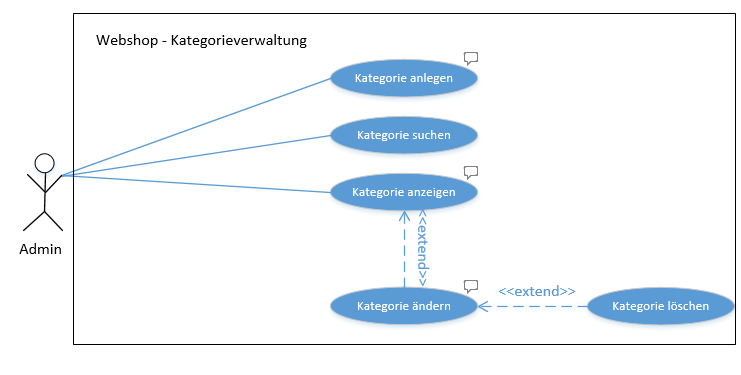 Webshop - Kategorieverwaltung
Kategorie anlegen
Kategorie suchen
Kategorie anzeigen
Admin
<<extend>>
Kategorie ändern
<<extend>>
Kategorie löschen